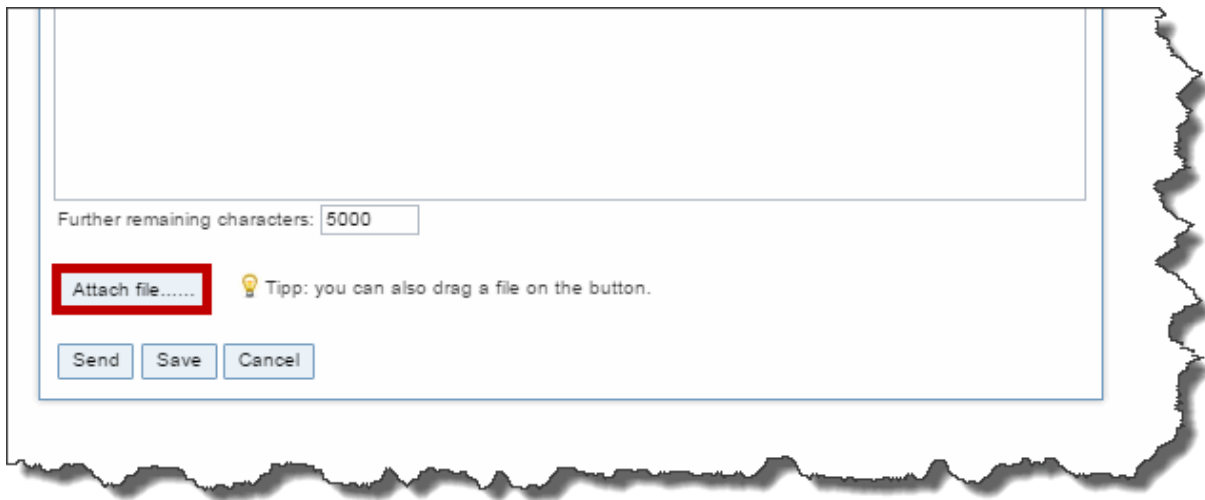 Further remaining characters: 5000
Attach file...... Tipp: you can also drag a file on the button.
Send Save Cancel